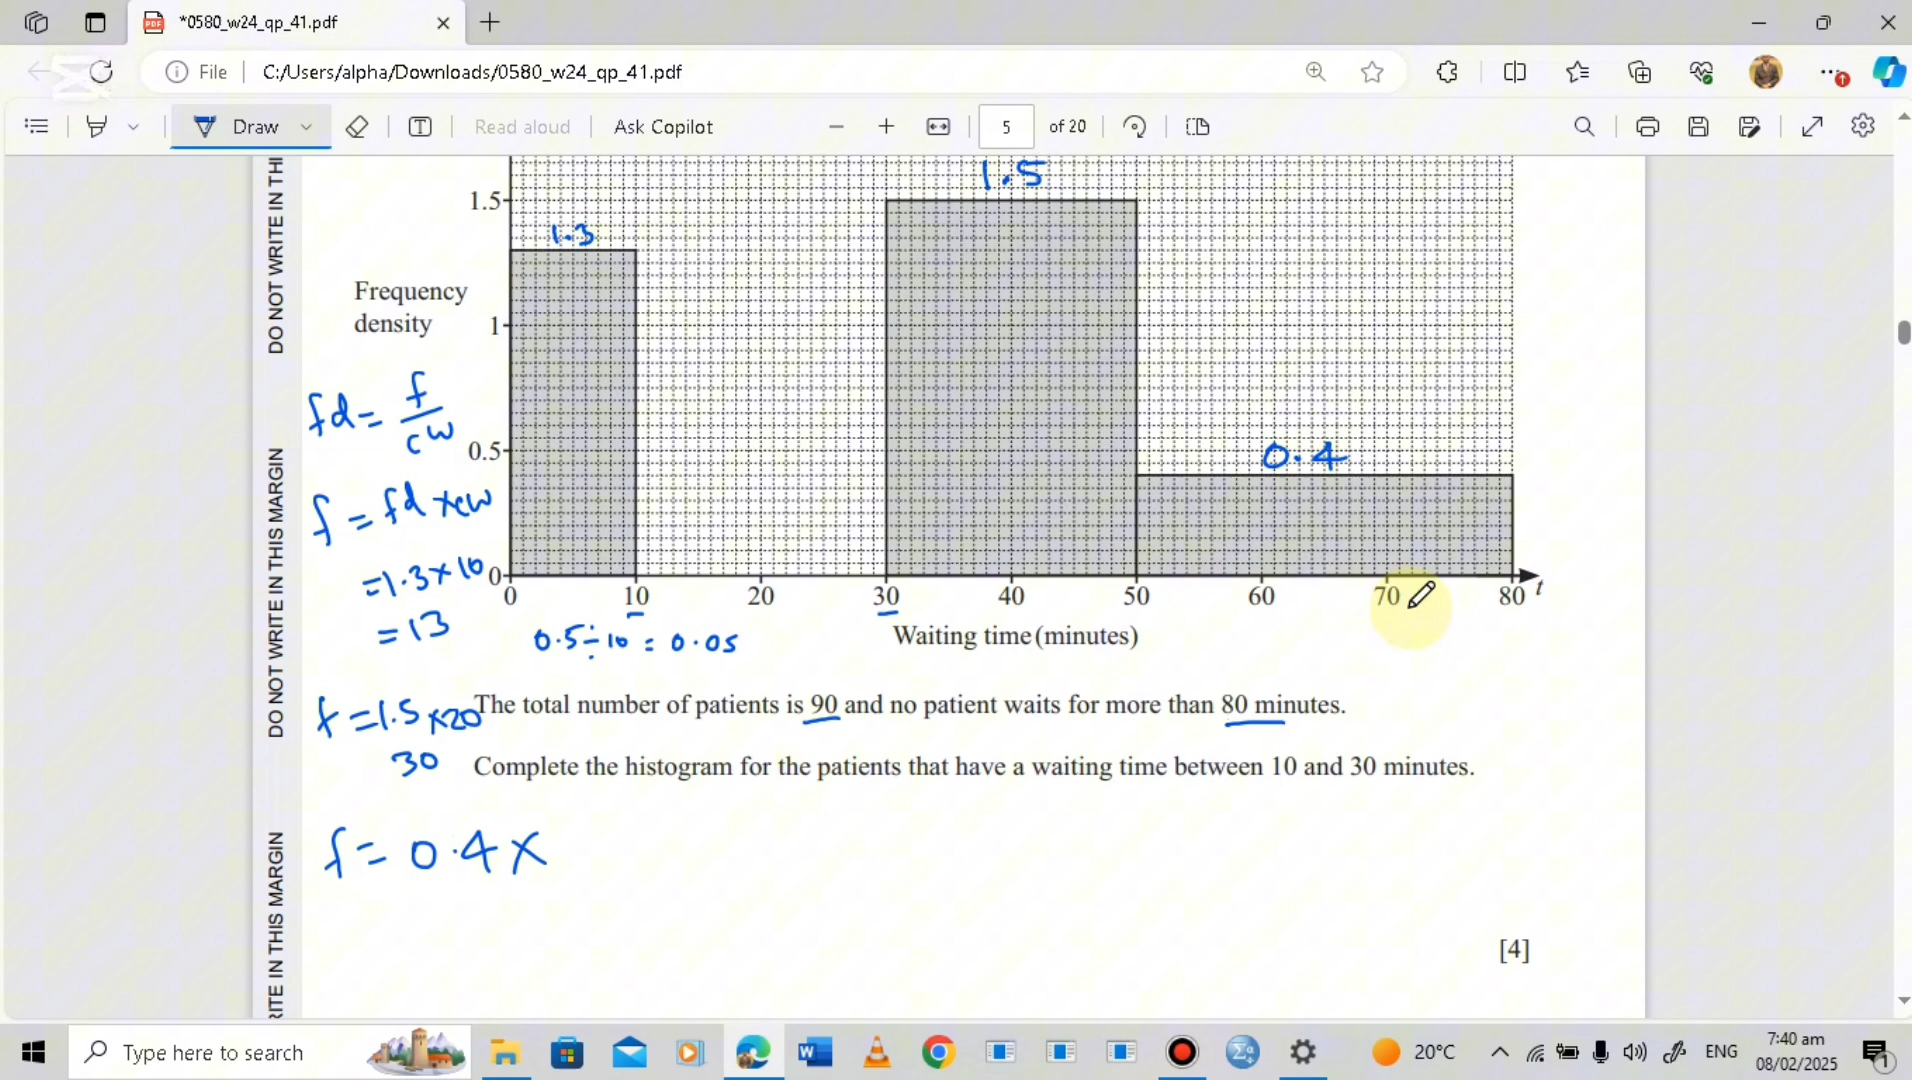 *0580_w24_qp_41.pdf
File C:/Users/alpha/Downloads/0580_w24_qp_41.pdf
Draw Read aloud Ask Copilot 5 of 20
DO NOT WRITE IN THI
DO NOT WRITE IN THIS MARGIN
RITE IN THIS MARGIN
1.5
1.5
1.3
Frequency
density
1
fd = f/cw
0.5
0.4
f = fd × cw
= 1.3 × 10
= 13
0
0 10 20 30 40 50 60 70 80 t
0.5 ÷ 10 = 0.05
Waiting time (minutes)
f = 1.5 × 20
30
The total number of patients is 90 and no patient waits for more than 80 minutes.
Complete the histogram for the patients that have a waiting time between 10 and 30 minutes.
f = 0.4 ×
[4]
Type here to search
20°C ENG 7:40 am
08/02/2025
1